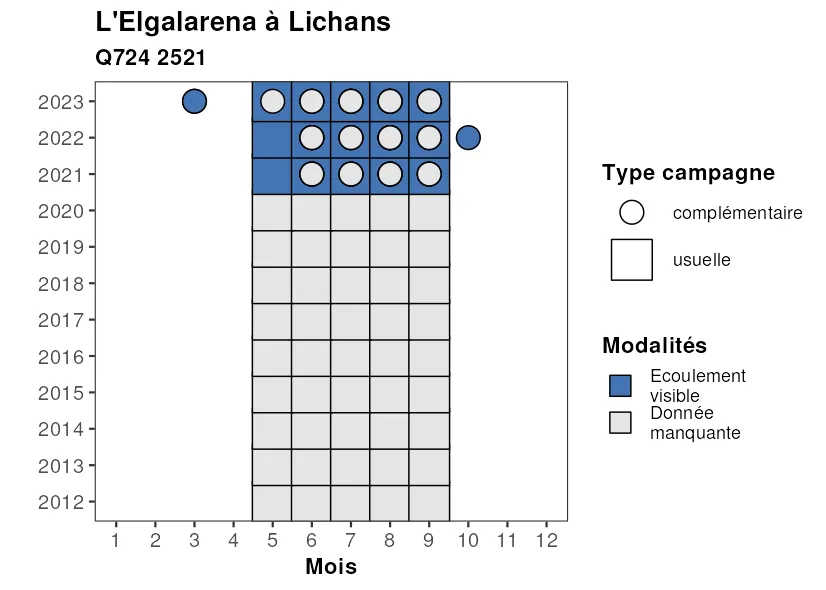 L'Elgalarena à Lichans
Q724 2521
2023
2022
2021
2020
2019
2018
2017
2016
2015
2014
2013
2012
1 2 3 4 5 6 7 8 9 10 11 12
Mois
Type campagne
complémentaire
usuelle
Modalités
Ecoulement
visible
Donnée
manquante